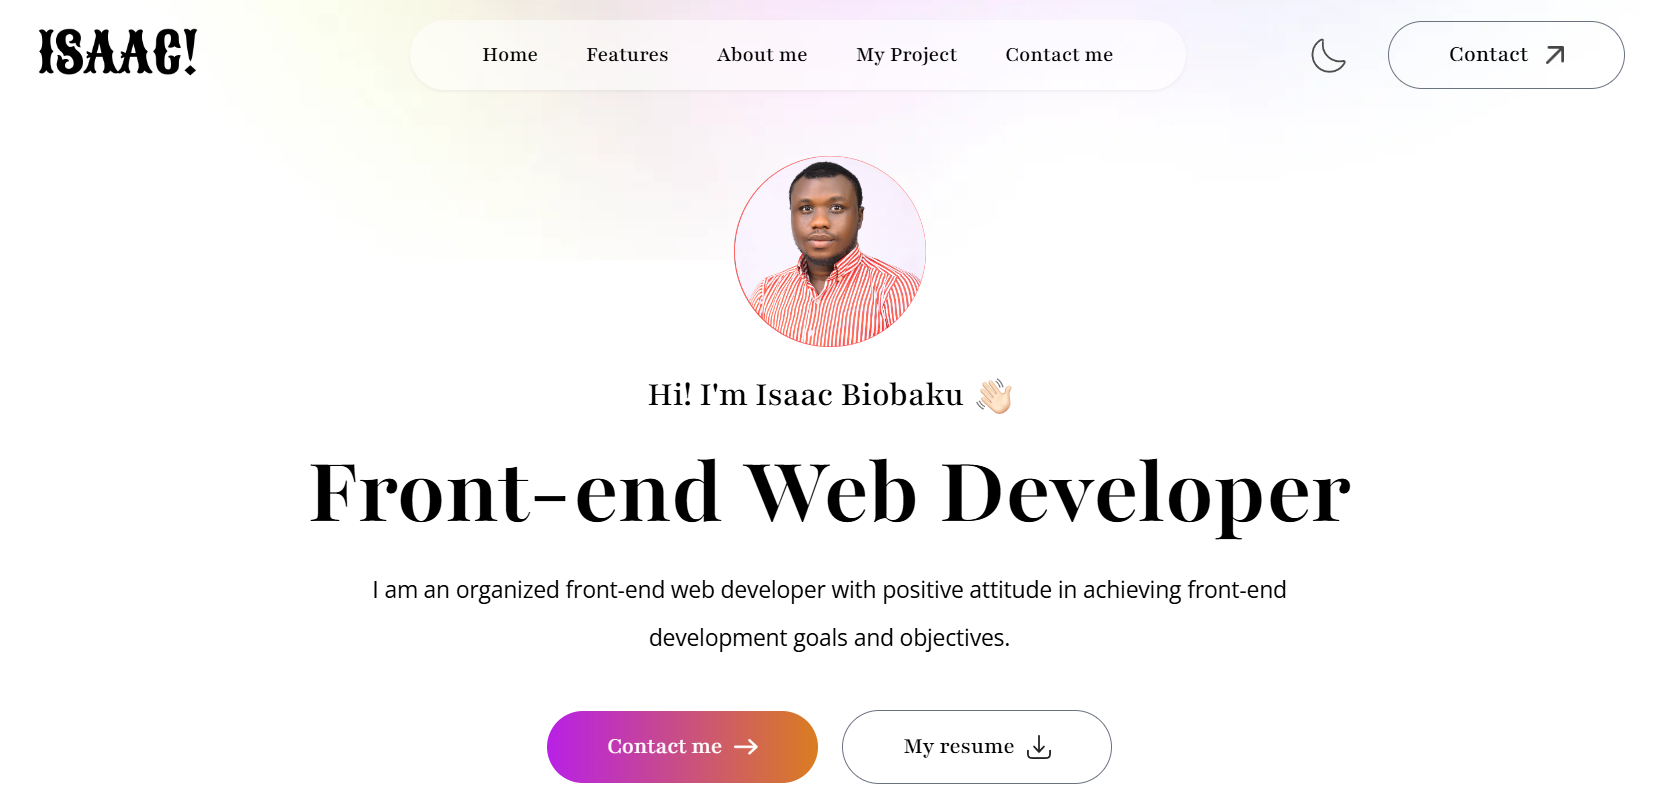 ISAAC!
Home Features About me My Project Contact me
Contact
Hi! I'm Isaac Biobaku 👋🏻
Front-end Web Developer
I am an organized front-end web developer with positive attitude in achieving front-end
development goals and objectives.
Contact me
My resume